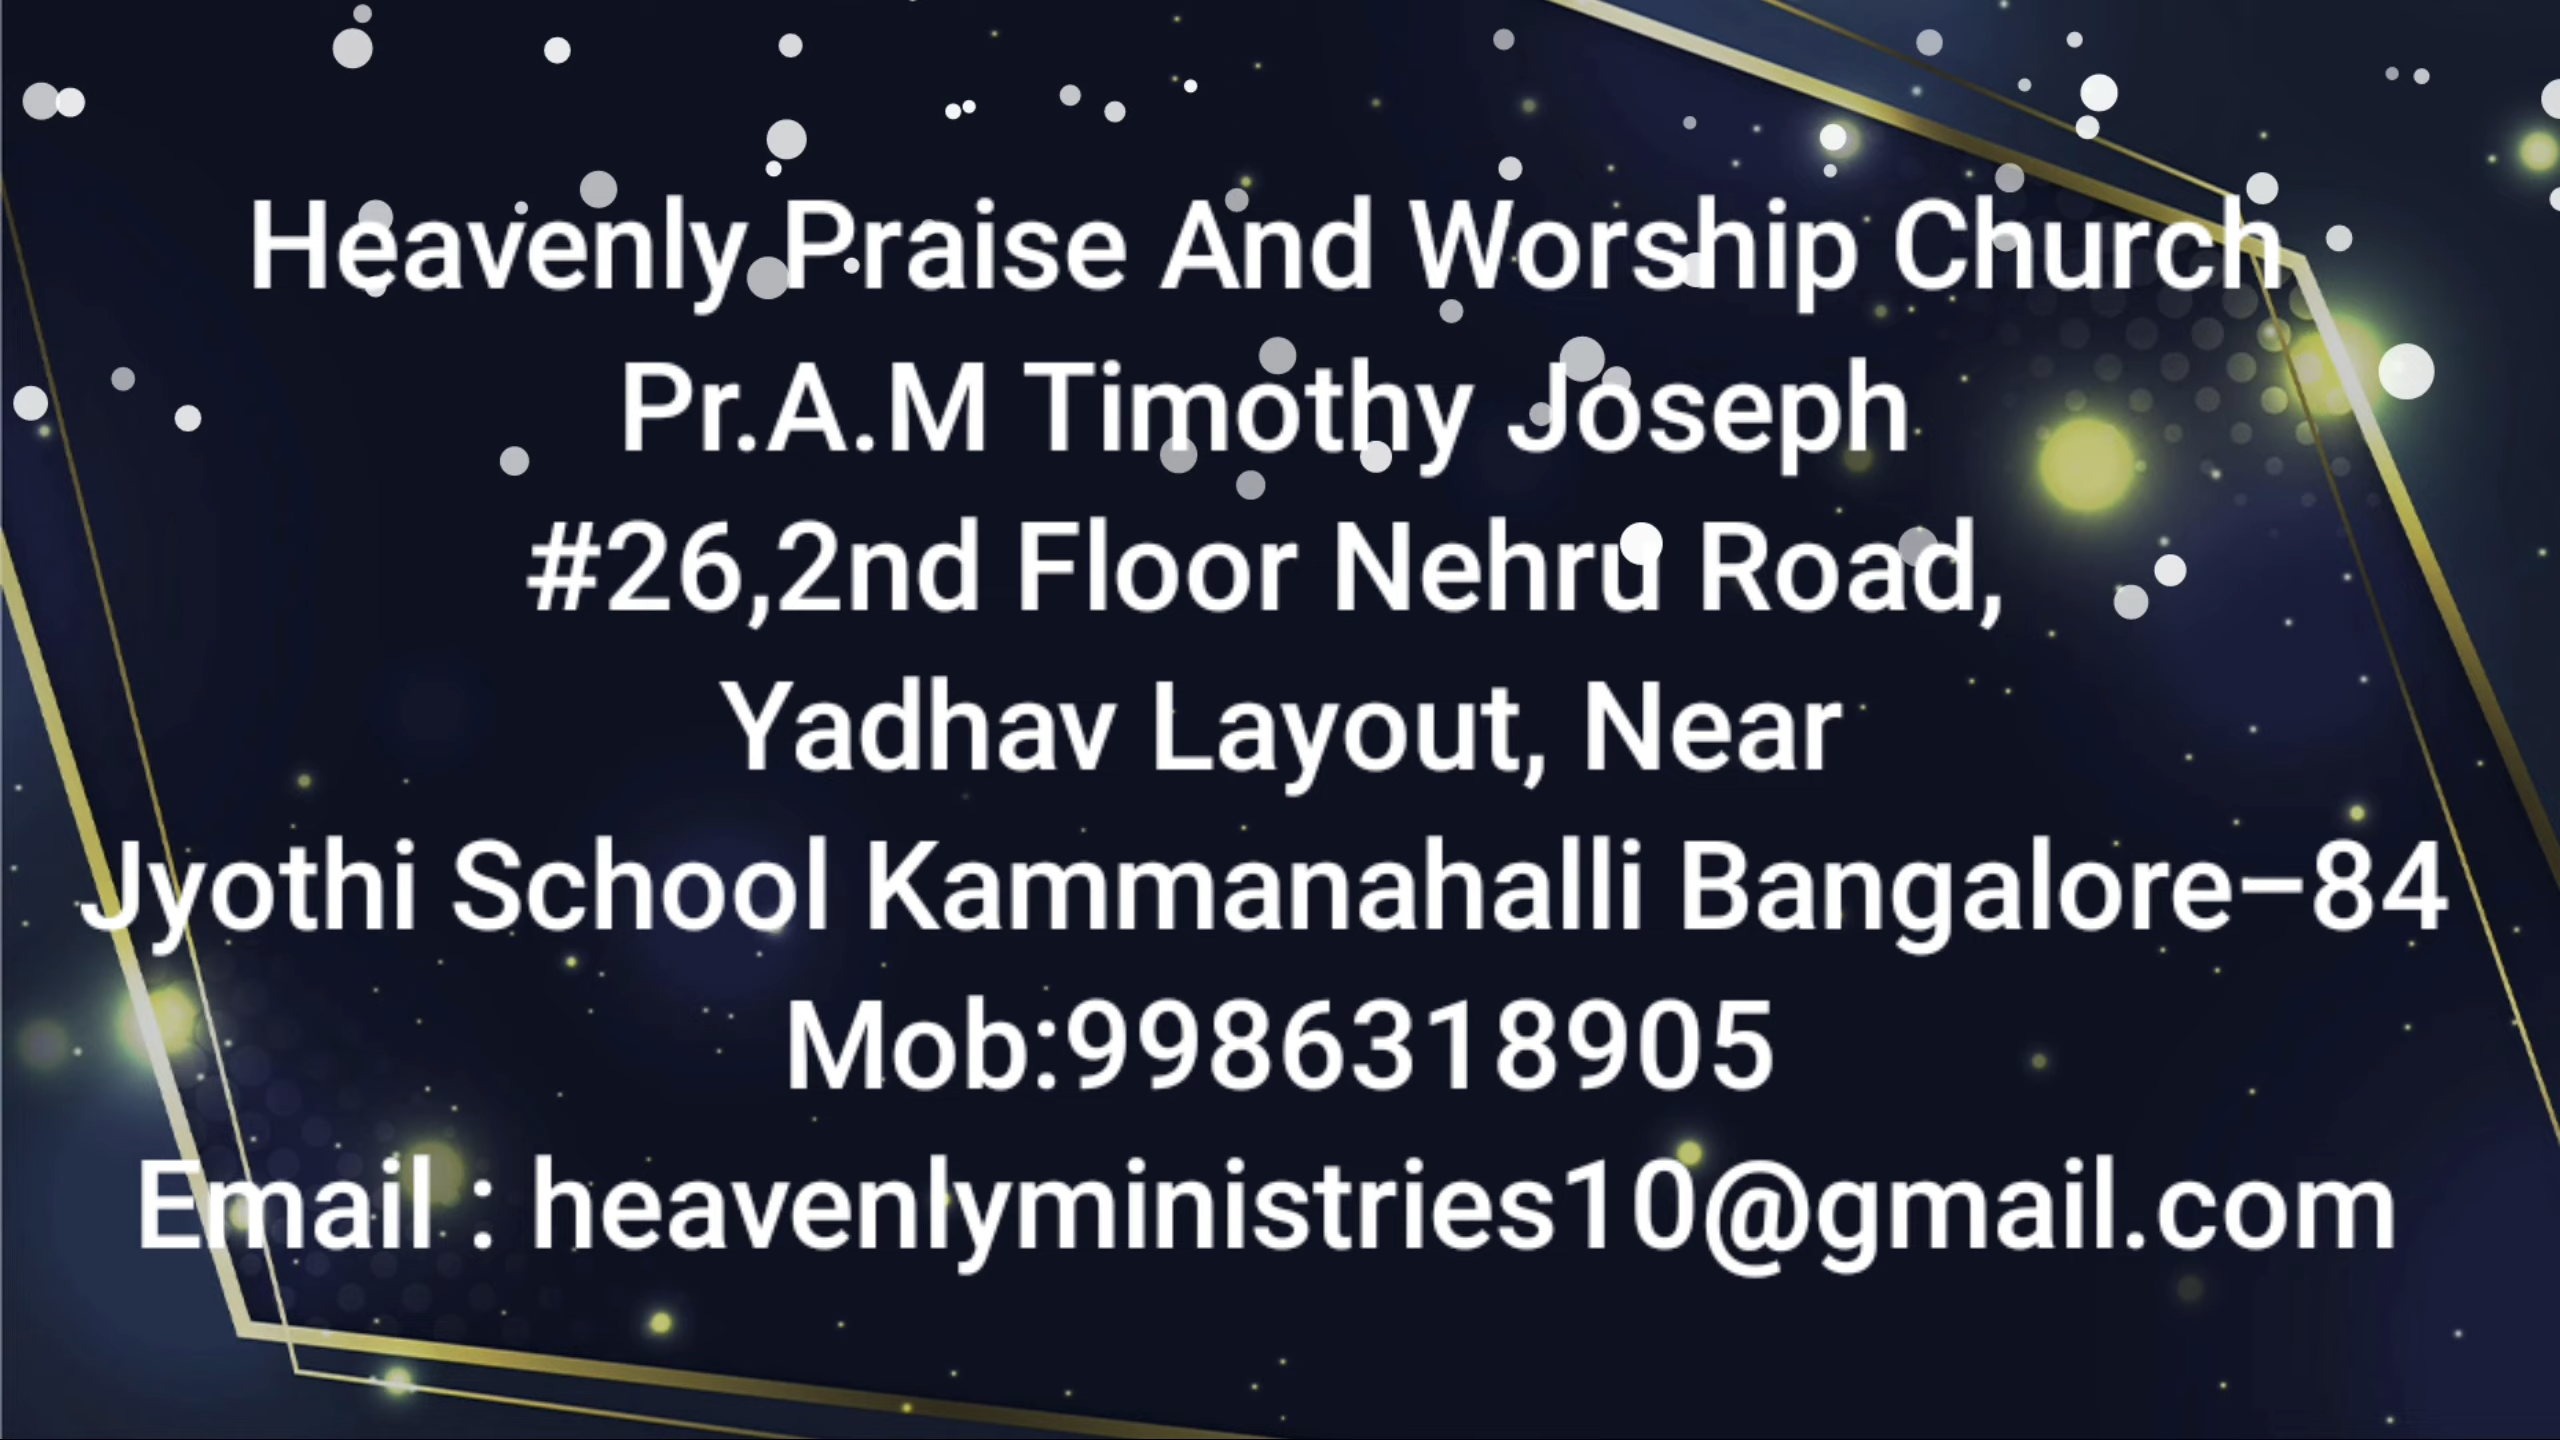 Heavenly Praise And Worship Church
Pr.A.M Timothy Joseph
#26,2nd Floor Nehru Road,
Yadhav Layout, Near
Jyothi School Kammanahalli Bangalore–84
Mob:9986318905
Email : heavenlyministries10@gmail.com